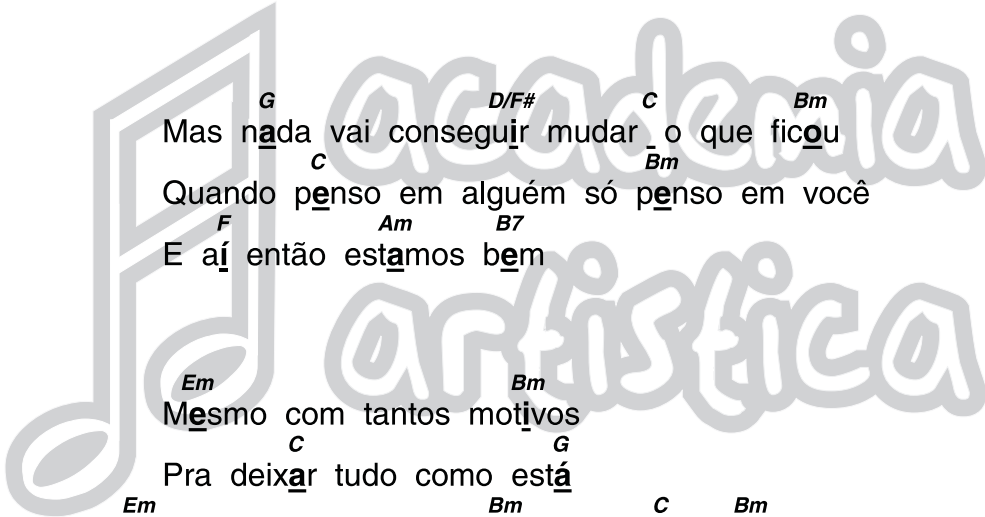 academia
G D/F# C Bm
Mas nada vai conseguir mudar o que ficou
C Bm
Quando penso em alguém só penso em você
F Am B7
E aí então estamos bem
artistica
Em Bm
Mesmo com tantos motivos
C G
Pra deixar tudo como está
Em Bm C Bm